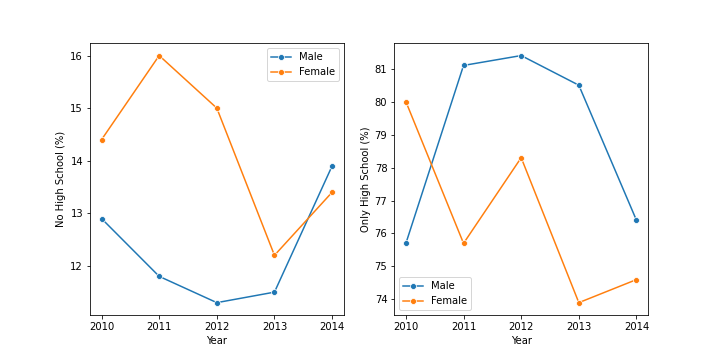 No High School (%)
16
15
14
13
12
Male
Female
2010 2011 2012 2013 2014
Year
Only High School (%)
81
80
79
78
77
76
75
74
Male
Female
2010 2011 2012 2013 2014
Year